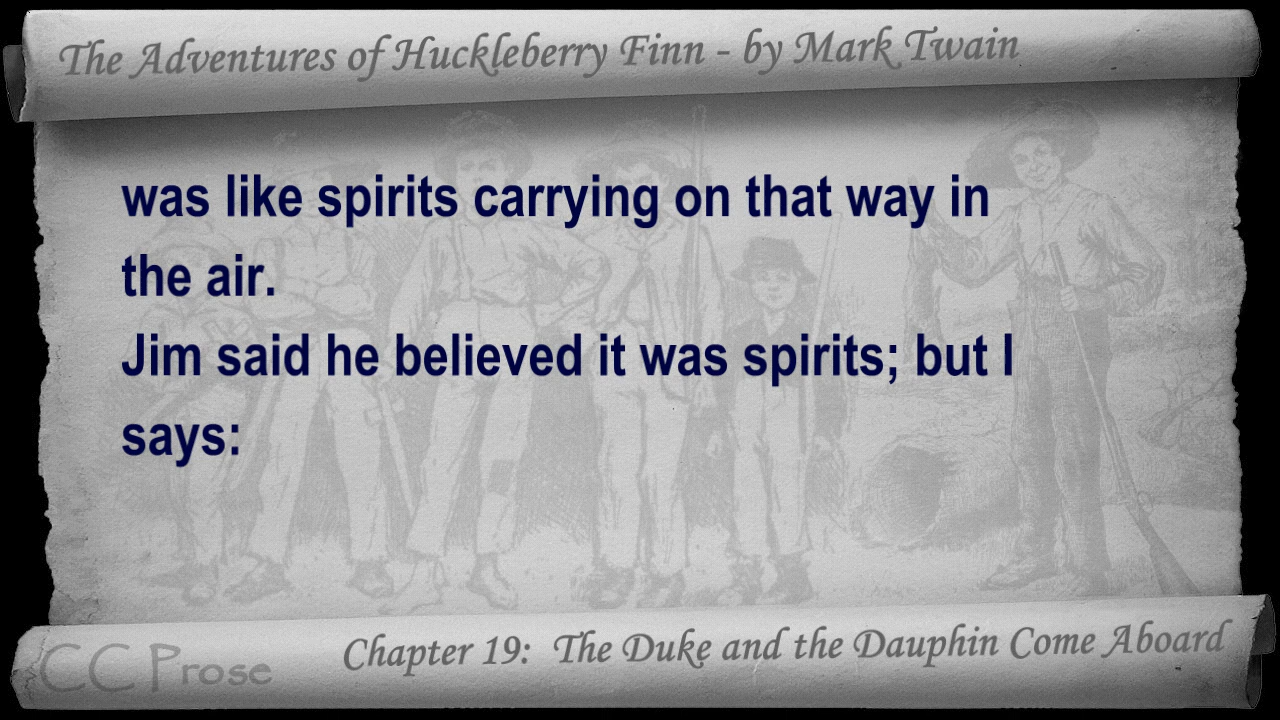 The Adventures of Huckleberry Finn - by Mark Twain
was like spirits carrying on that way in
the air.
Jim said he believed it was spirits; but I
says:
Chapter 19: The Duke and the Dauphin Come Aboard
CC Prose